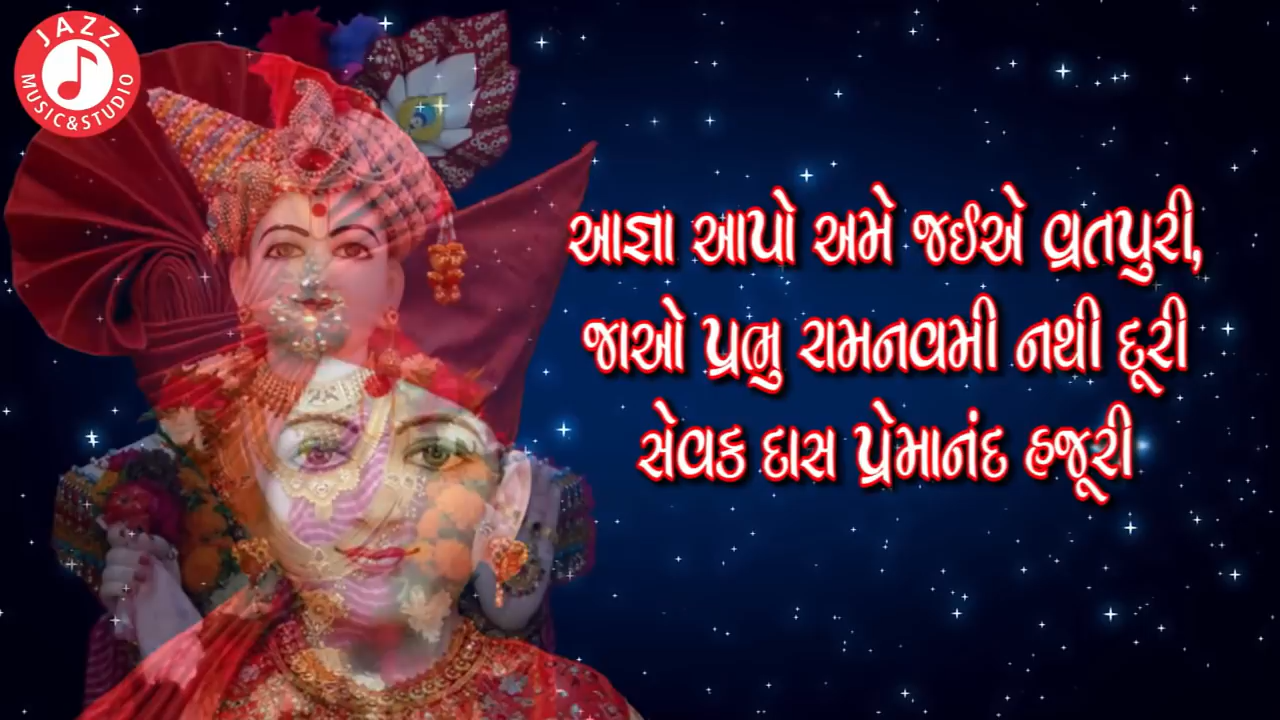 JAZZ
MUSIC&STUDIO
આજ્ઞા આપો અમે જઈએ વ્રતપુરી,
જાઓ પ્રભુ રામનવમી નથી દૂરી
સેવક દાસ પ્રેમાનંદ હજૂરી